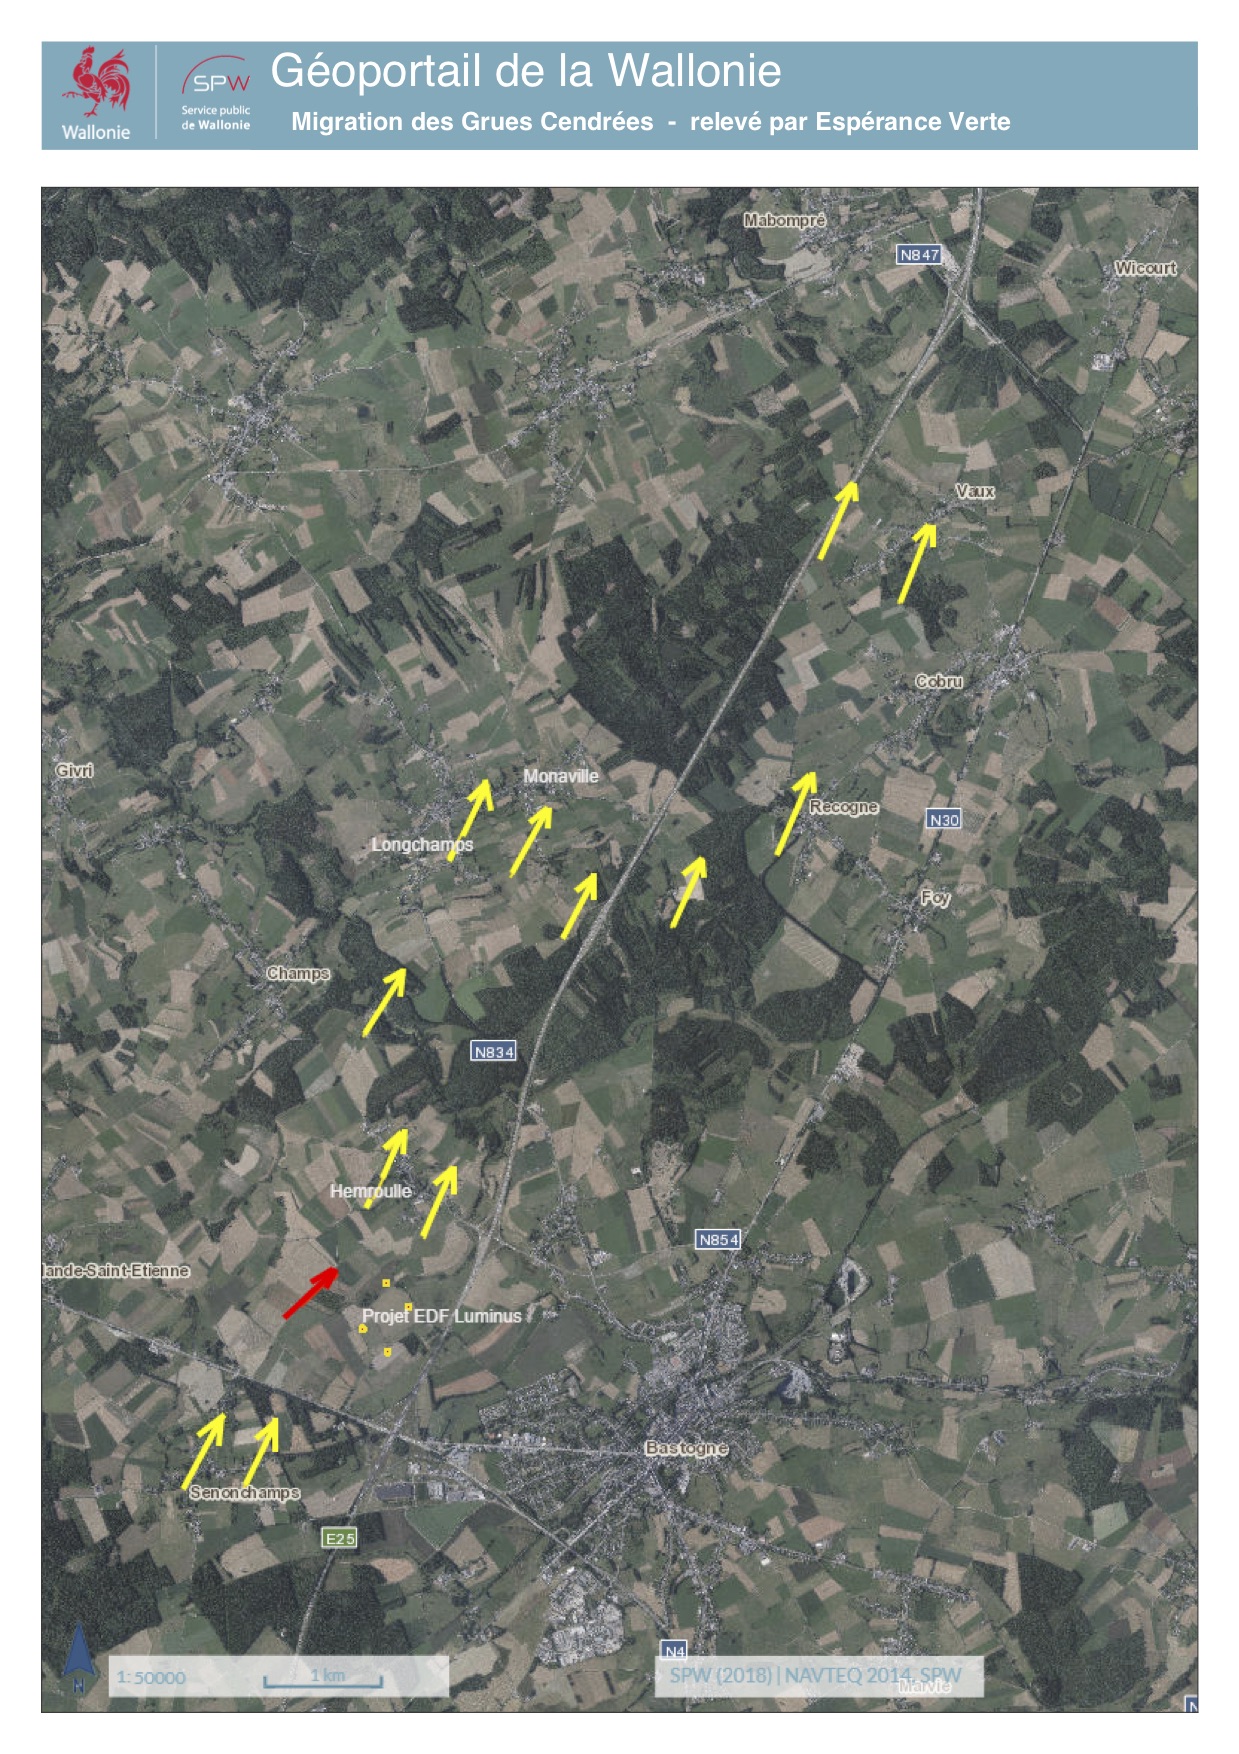 Géoportail de la Wallonie
Wallonie
SPW
Service public
de Wallonie
Migration des Grues Cendrées - relevé par Espérance Verte
Mabompré
N847
Wicourt
Vaux
Cobru
Givri
Monaville
Recogne
N30
Longchamps
Foy
Champs
N834
Hemroulle
N854
lande-Saint-Etienne
Projet EDF Luminus
Bastogne
Senonchamps
E25
N4
N
1: 50000
1 km
SPW (2018) | NAVTEQ 2014, SPW
Marvie
N